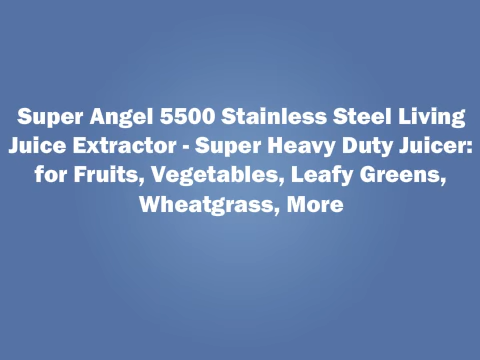 Super Angel 5500 Stainless Steel Living
Juice Extractor - Super Heavy Duty Juicer:
for Fruits, Vegetables, Leafy Greens,
Wheatgrass, More